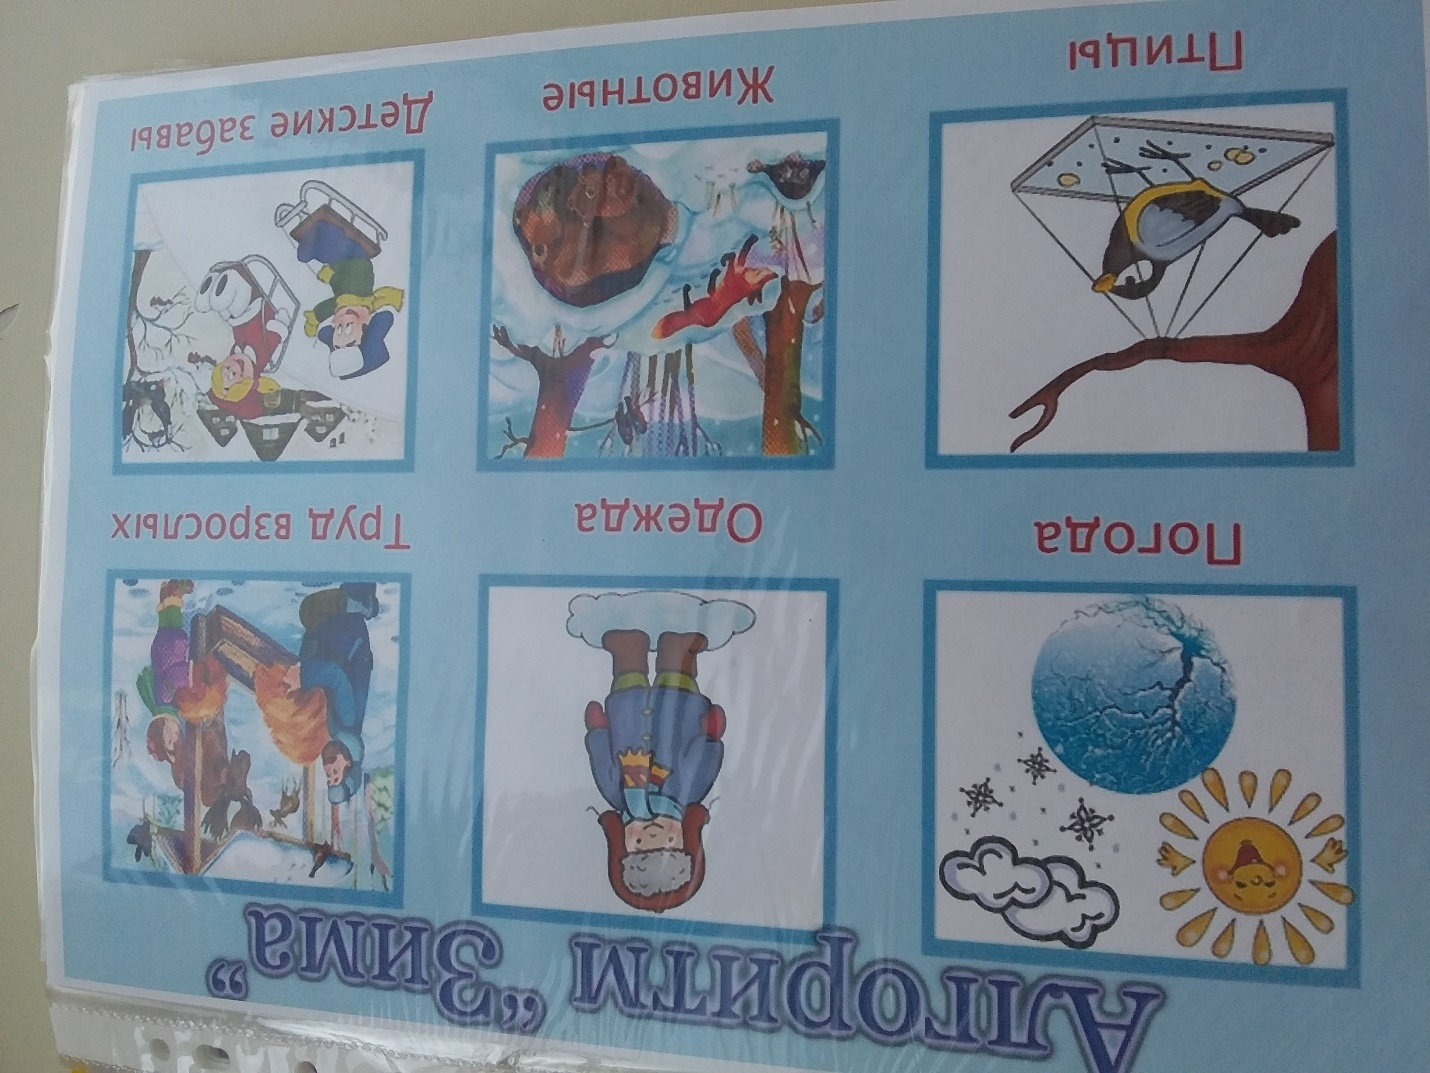 Алгоритм “Зима”
Погода
Одежда
Труд взрослых
Птицы
Животные
Детские забавы